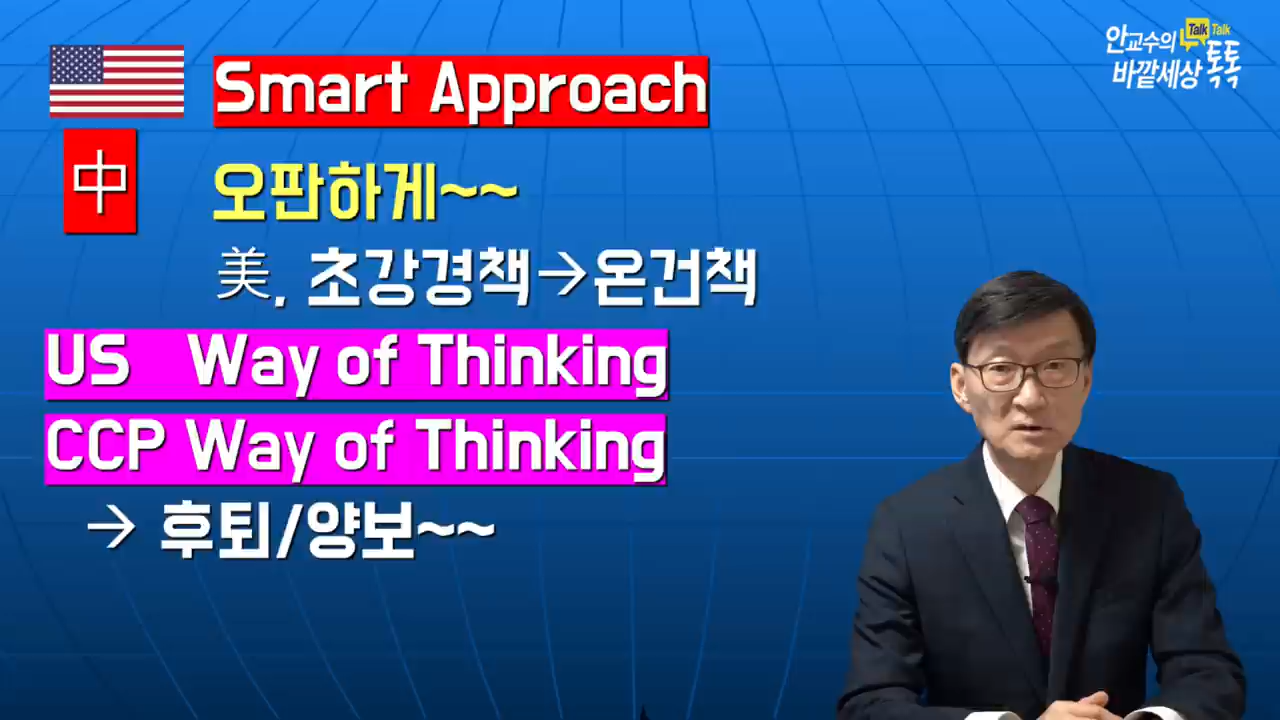 Smart Approach
안교수의 Talk Talk
바깥세상 톡톡
中 오판하게~~
美, 초강경책→온건책
US Way of Thinking
CCP Way of Thinking
→ 후퇴/양보~~